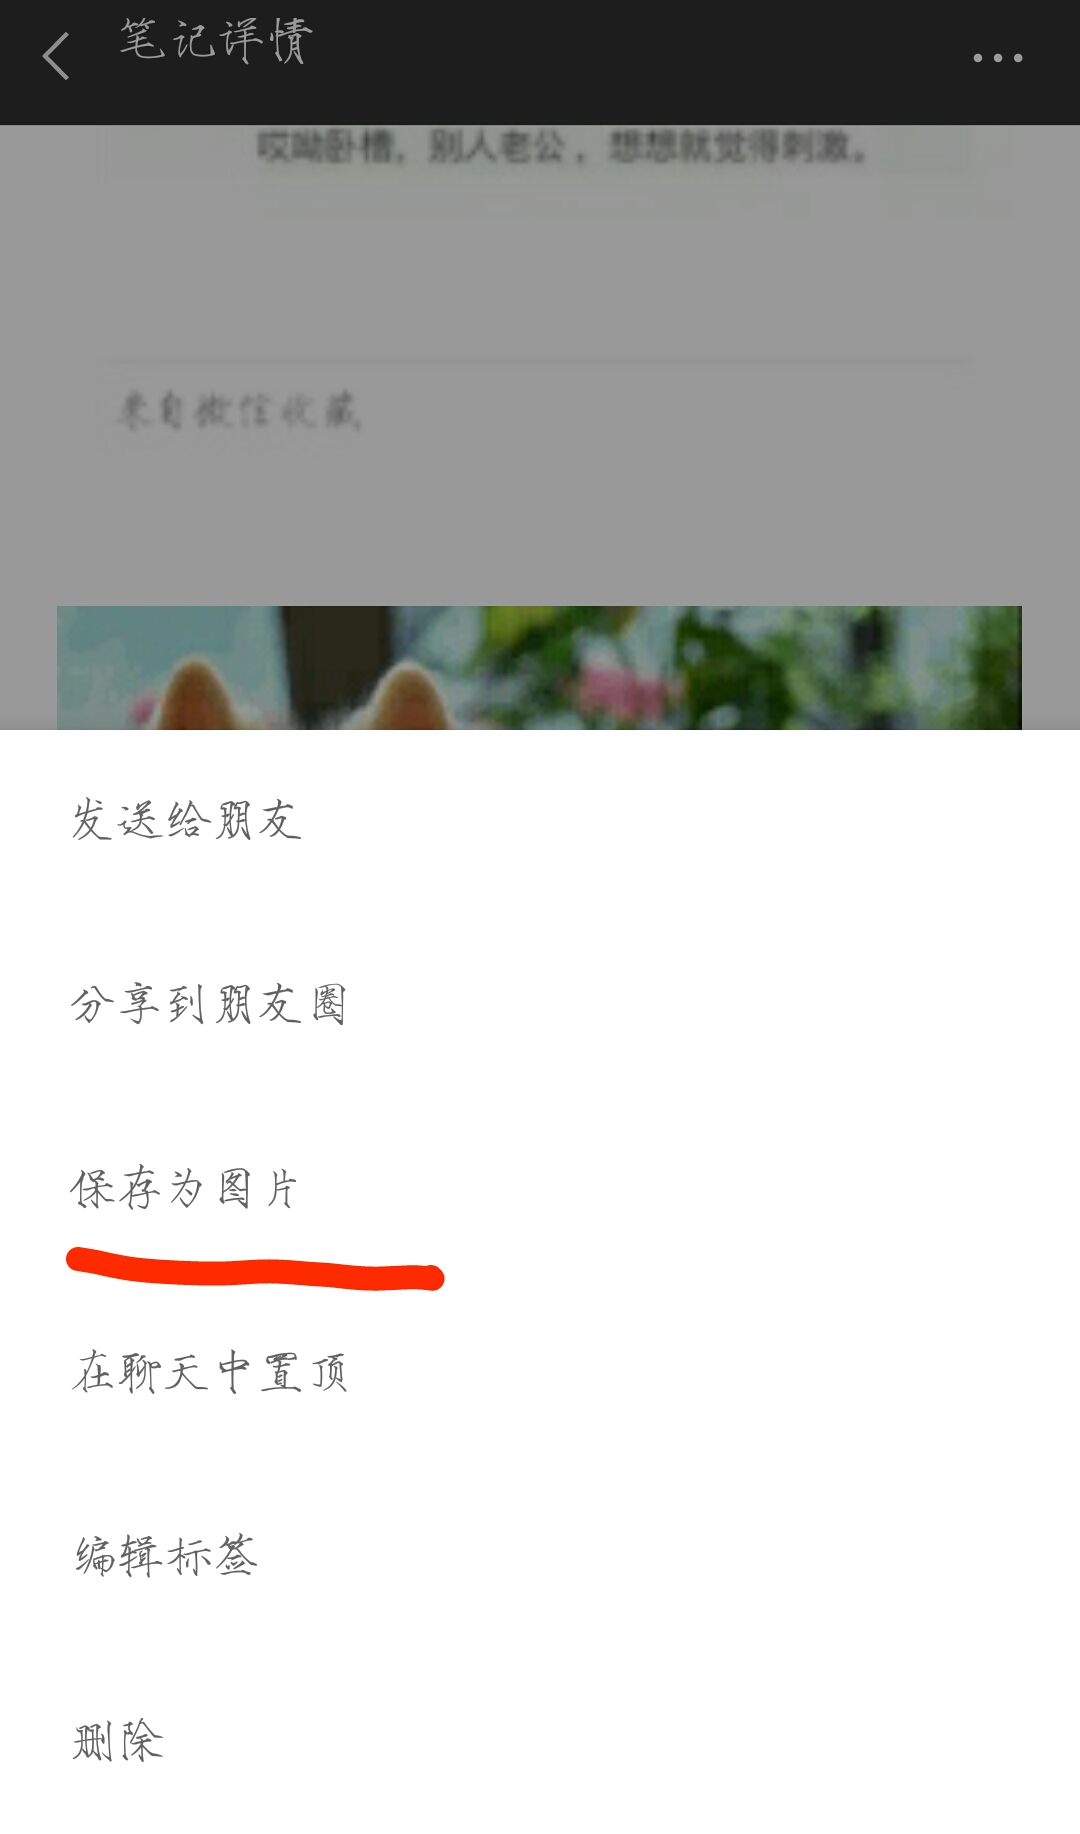 笔记详情
哎呦卧槽，别人老公，想想就觉得刺激。
来自微信收藏
发送给朋友
分享到朋友圈
保存为图片
在聊天中置顶
编辑标签
删除